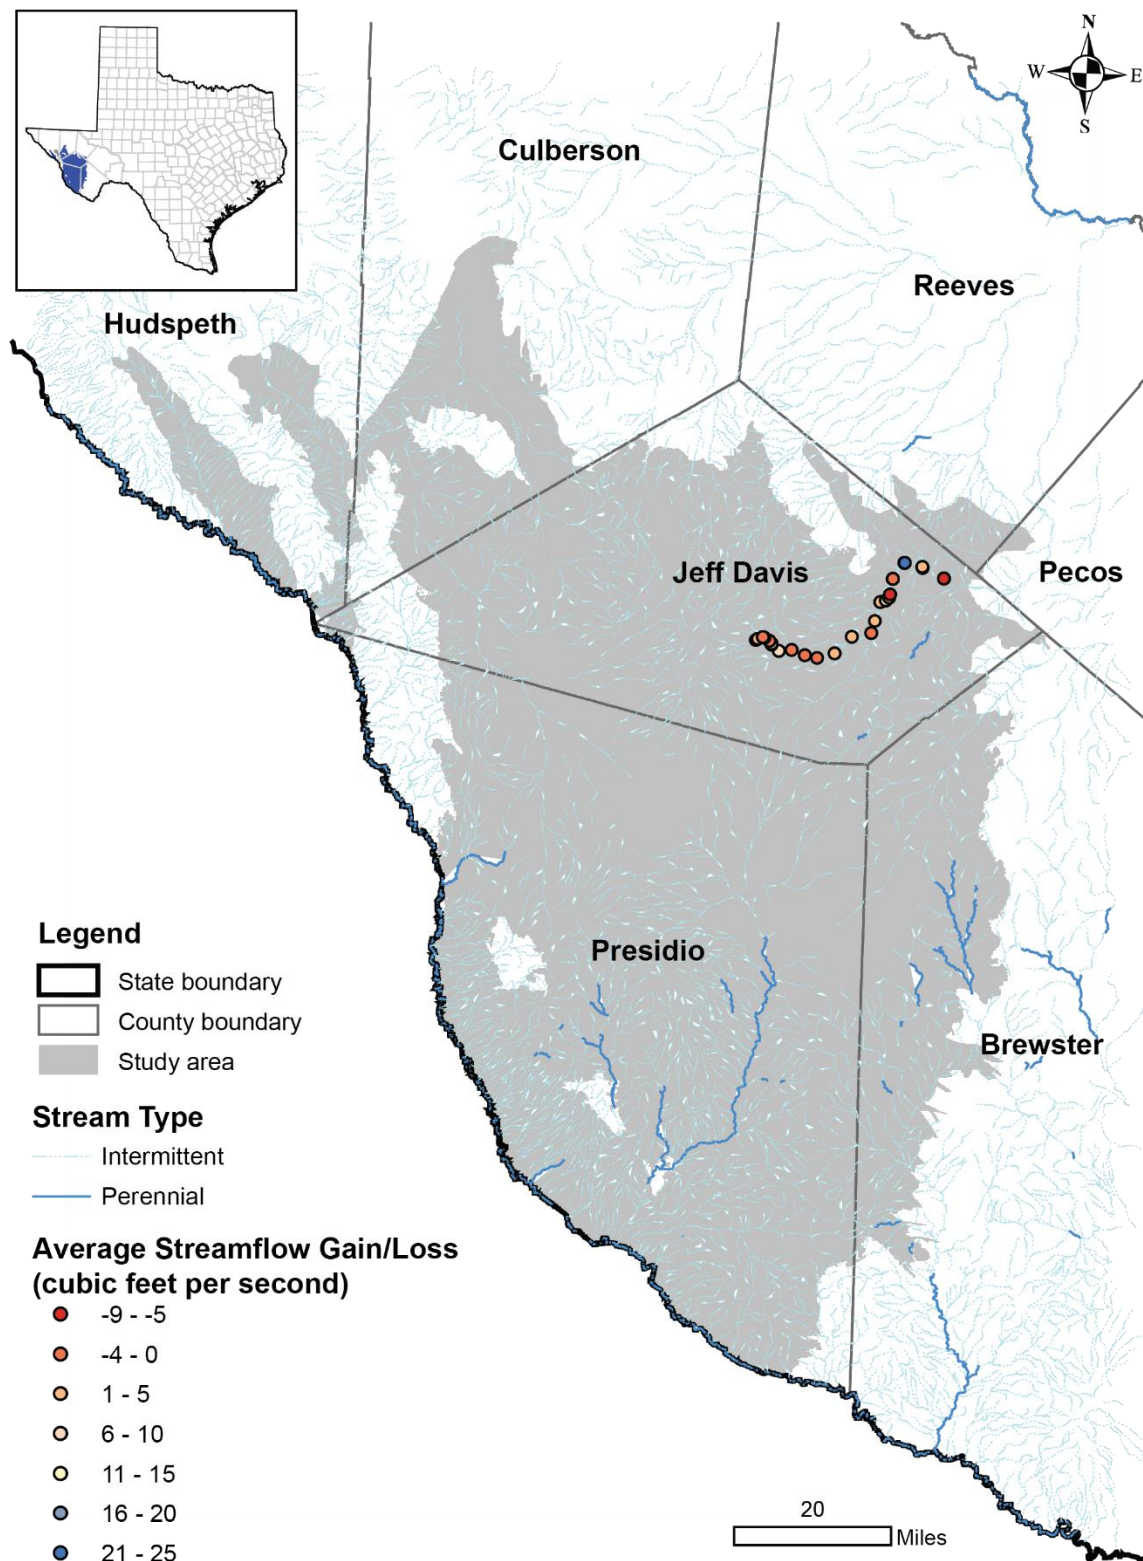 N
W E
S
Culberson
Reeves
Hudspeth
Jeff Davis
Pecos
Presidio
Brewster
Legend
State boundary
County boundary
Study area
Stream Type
Intermittent
Perennial
Average Streamflow Gain/Loss
(cubic feet per second)
-9 - -5
-4 - 0
1 - 5
6 - 10
11 - 15
16 - 20
21 - 25
20
Miles